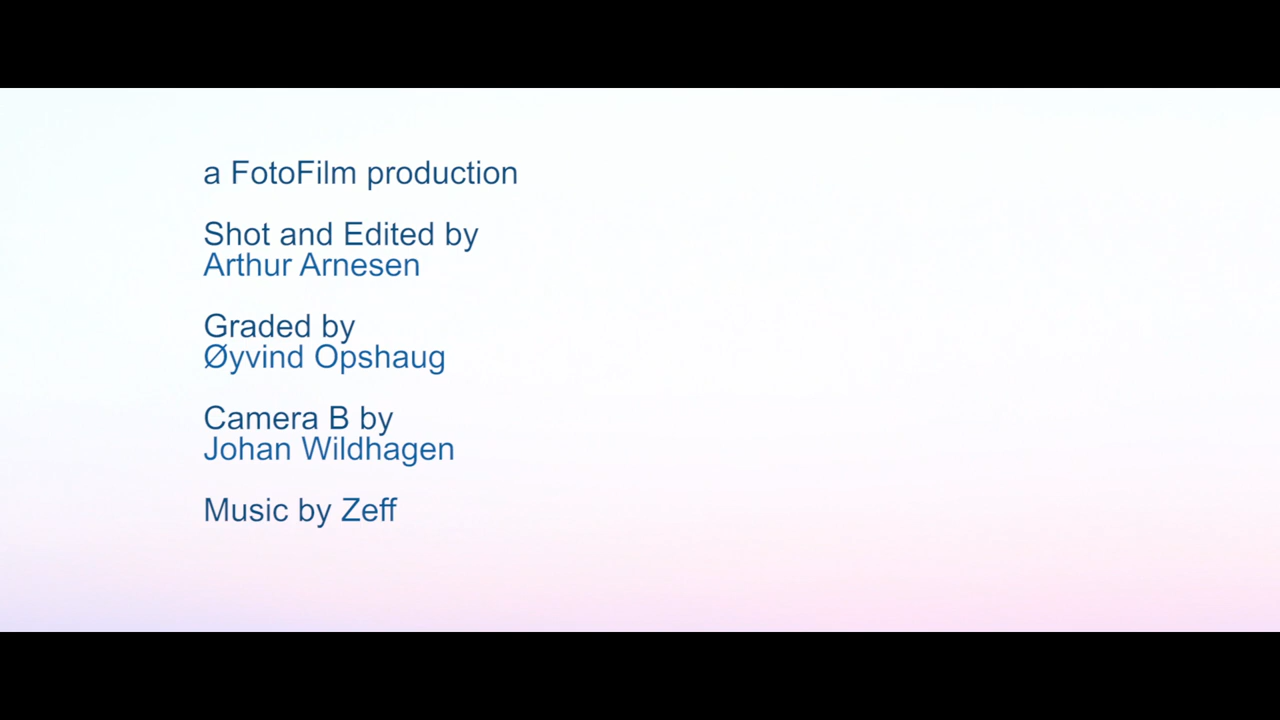 a FotoFilm production
Shot and Edited by
Arthur Arnesen
Graded by
Øyvind Opshaug
Camera B by
Johan Wildhagen
Music by Zeff